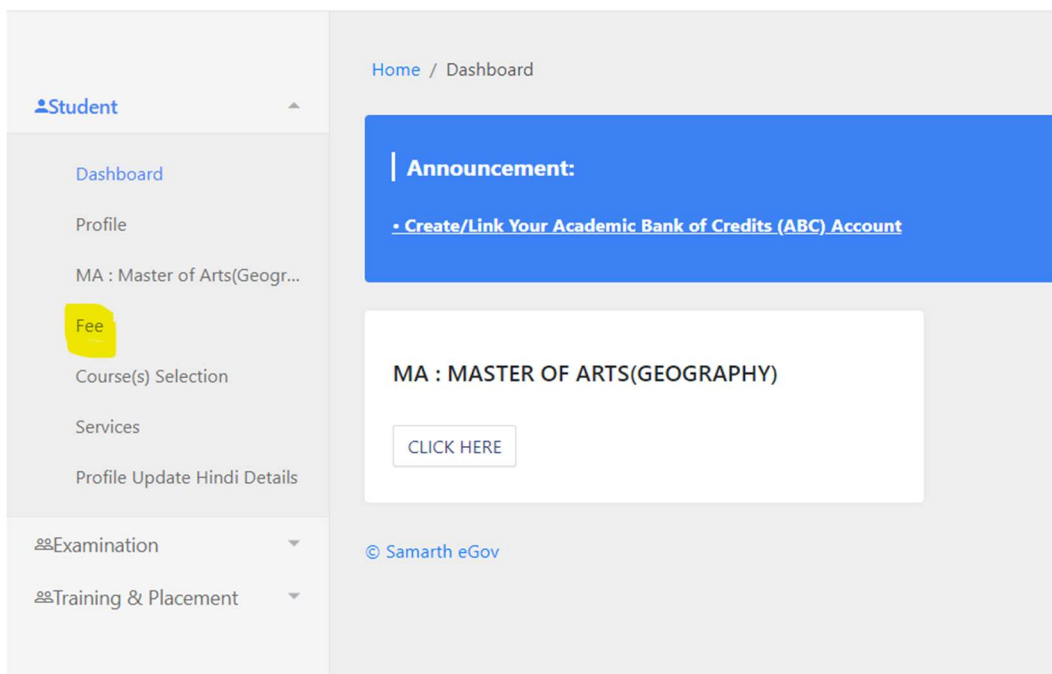 Student
Dashboard
Profile
MA : Master of Arts(Geogr...
Fee
Course(s) Selection
Services
Profile Update Hindi Details
Examination
Training & Placement
Home / Dashboard
Announcement:
• Create/Link Your Academic Bank of Credits (ABC) Account
MA : MASTER OF ARTS(GEOGRAPHY)
CLICK HERE
© Samarth eGov